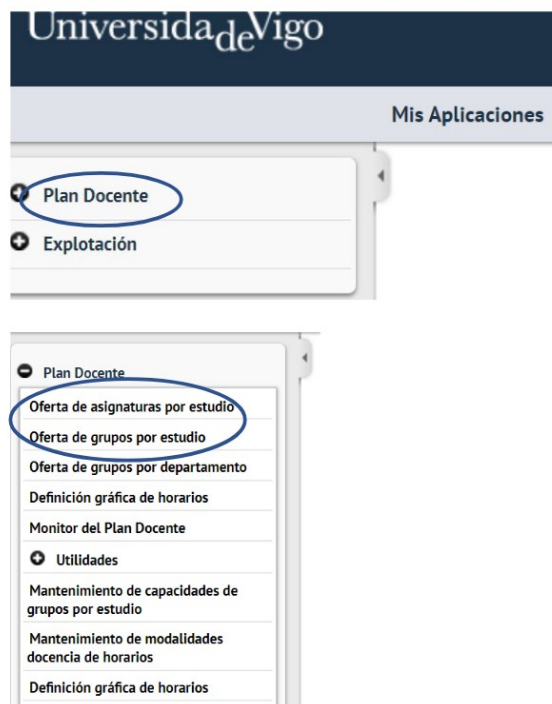 Universidade Vigo
Mis Aplicaciones
Plan Docente
Explotación
Plan Docente
Oferta de asignaturas por estudio
Oferta de grupos por estudio
Oferta de grupos por departamento
Definición gráfica de horarios
Monitor del Plan Docente
Utilidades
Mantenimiento de capacidades de
grupos por estudio
Mantenimiento de modalidades
docencia de horarios
Definición gráfica de horarios